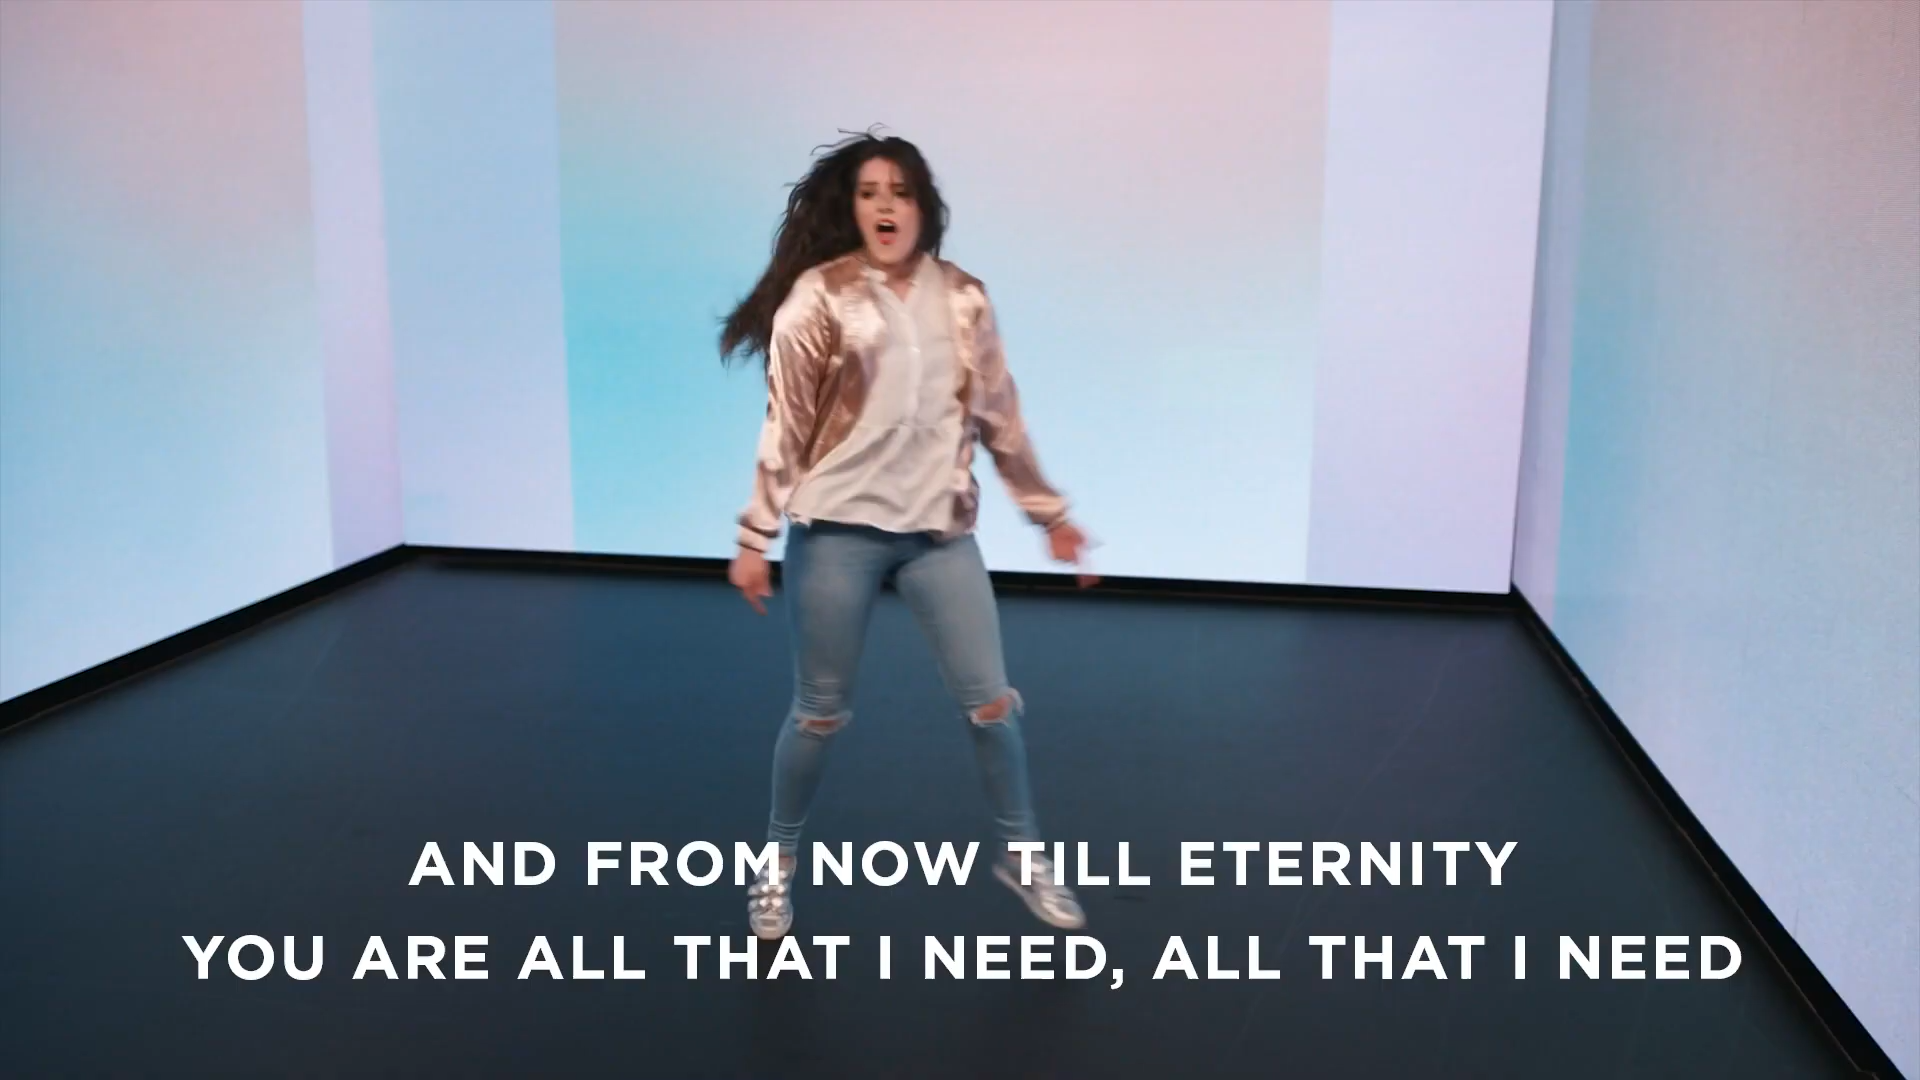 AND FROM NOW TILL ETERNITY
YOU ARE ALL THAT I NEED, ALL THAT I NEED